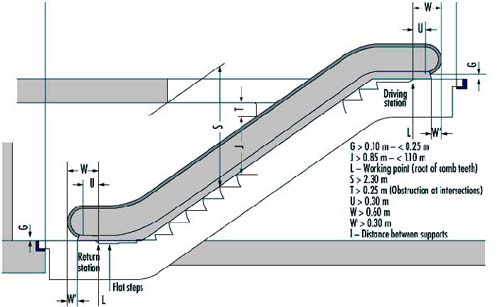 W
U
G
Driving
station
L
W'
T
S
J
G > 0.10 m – < 0.25 m
J > 0.85 m – < 1.10 m
L – Working point (root of comb teeth)
S > 2.30 m
T > 0.25 m (Obstruction at intersections)
U > 0.30 m
W > 0.60 m
W' > 0.30 m
l – Distance between supports
W
U
G
Return
station
Flat steps
W'
L